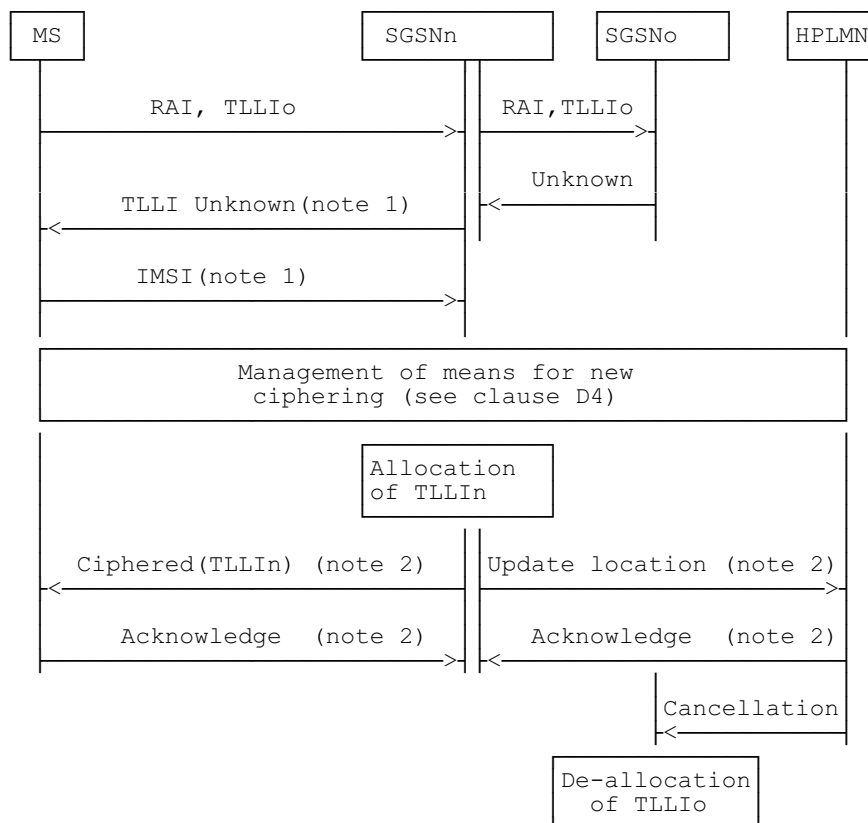 MS SGSNn SGSNo HPLMN
RAI, TLLIo RAI,TLLIo
Unknown
TLLI Unknown(note 1)
IMSI(note 1)
Management of means for new
ciphering (see clause D4)
Allocation
of TLLIn
Ciphered(TLLIn) (note 2) Update location (note 2)
Acknowledge (note 2) Acknowledge (note 2)
Cancellation
De-allocation
of TLLIo